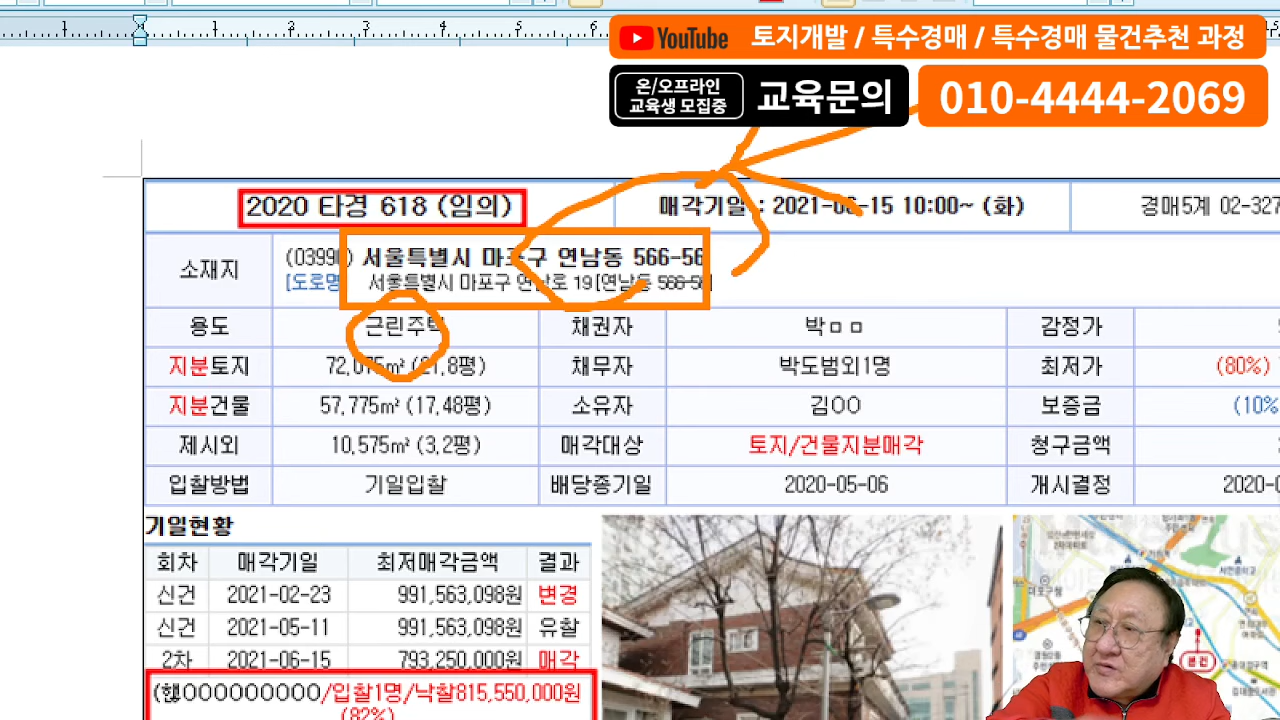 YouTube 토지개발 / 특수경매 / 특수경매 물건추천 과정
온/오프라인
교육생 모집중
교육문의
010-4444-2069
2020 타경 618 (임의)
매각기일 : 2021-06-15 10:00~ (화)
경매5계 02-327
소재지
서울특별시 마포구 연남동 566-56
[도로명
서울특별시 마포구 연남로 19 [연남동 566-56]
용도 근린주택 채권자 박ㅁㅁ 감정가
지분토지 72,075㎡ (21,8평) 채무자 박도범외1명 최저가 (80%)
지분건물 57,775㎡ (17,48평) 소유자 김○○ 보증금 (10%
제시외 10,575㎡ (3,2평) 매각대상 토지/건물지분매각 청구금액
입찰방법 기일입찰 배당종기일 2020-05-06 개시결정 2020-0
기일현황
회차 매각기일 최저매각금액 결과
신건 2021-02-23 991,563,098원 변경
신건 2021-05-11 991,563,098원 유찰
2차 2021-06-15 793,250,000원 매각
/입찰1명/낙찰815,550,000원
(82%)
본 건